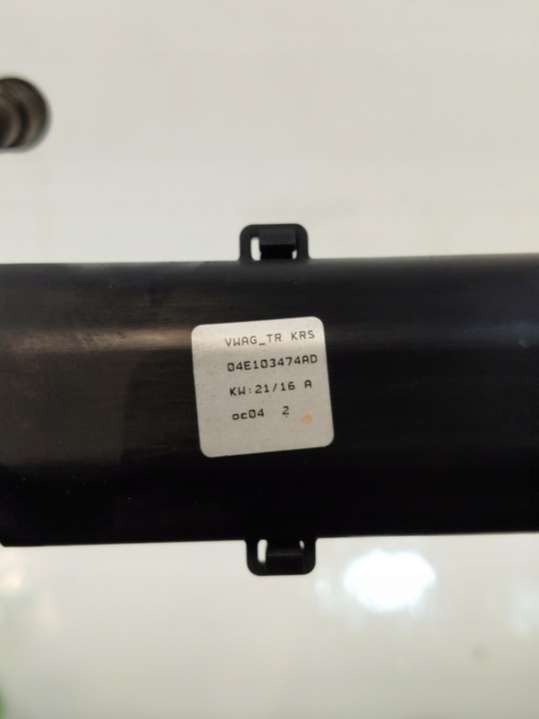 VWAG_TR KRS
04E103474AD
KW:21/16 A
oc04 2